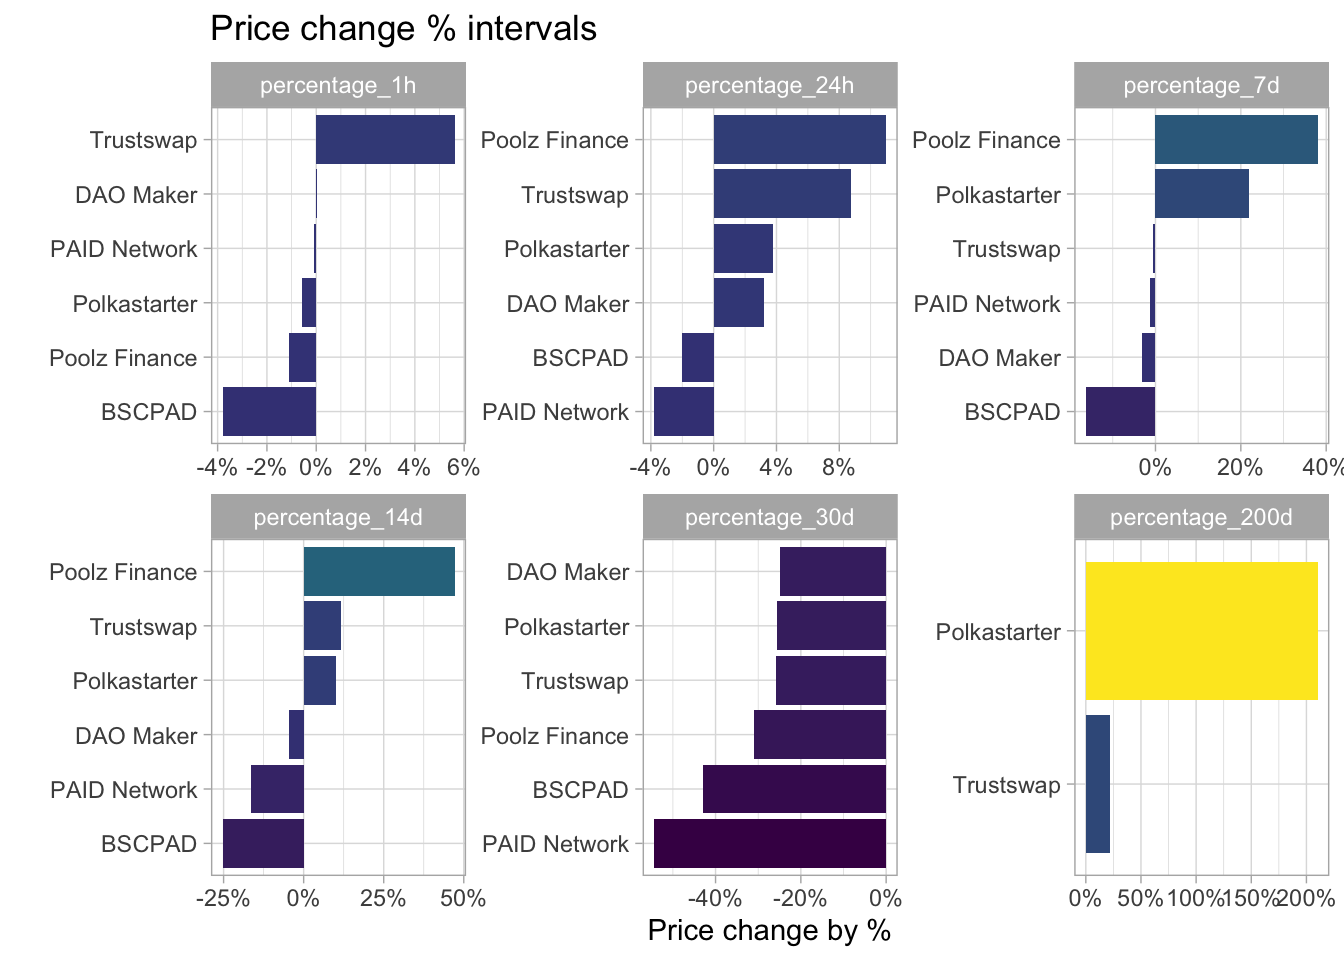 Price change % intervals
percentage_1h
Trustswap
DAO Maker
PAID Network
Polkastarter
Poolz Finance
BSCPAD
-4% -2% 0% 2% 4% 6%
percentage_24h
Poolz Finance
Trustswap
Polkastarter
DAO Maker
BSCPAD
PAID Network
-4% 0% 4% 8%
percentage_7d
Poolz Finance
Polkastarter
Trustswap
PAID Network
DAO Maker
BSCPAD
0% 20% 40%
percentage_14d
Poolz Finance
Trustswap
Polkastarter
DAO Maker
PAID Network
BSCPAD
-25% 0% 25% 50%
percentage_30d
DAO Maker
Polkastarter
Trustswap
Poolz Finance
BSCPAD
PAID Network
-40% -20% 0%
percentage_200d
Polkastarter
Trustswap
0% 50% 100% 150% 200%
Price change by %